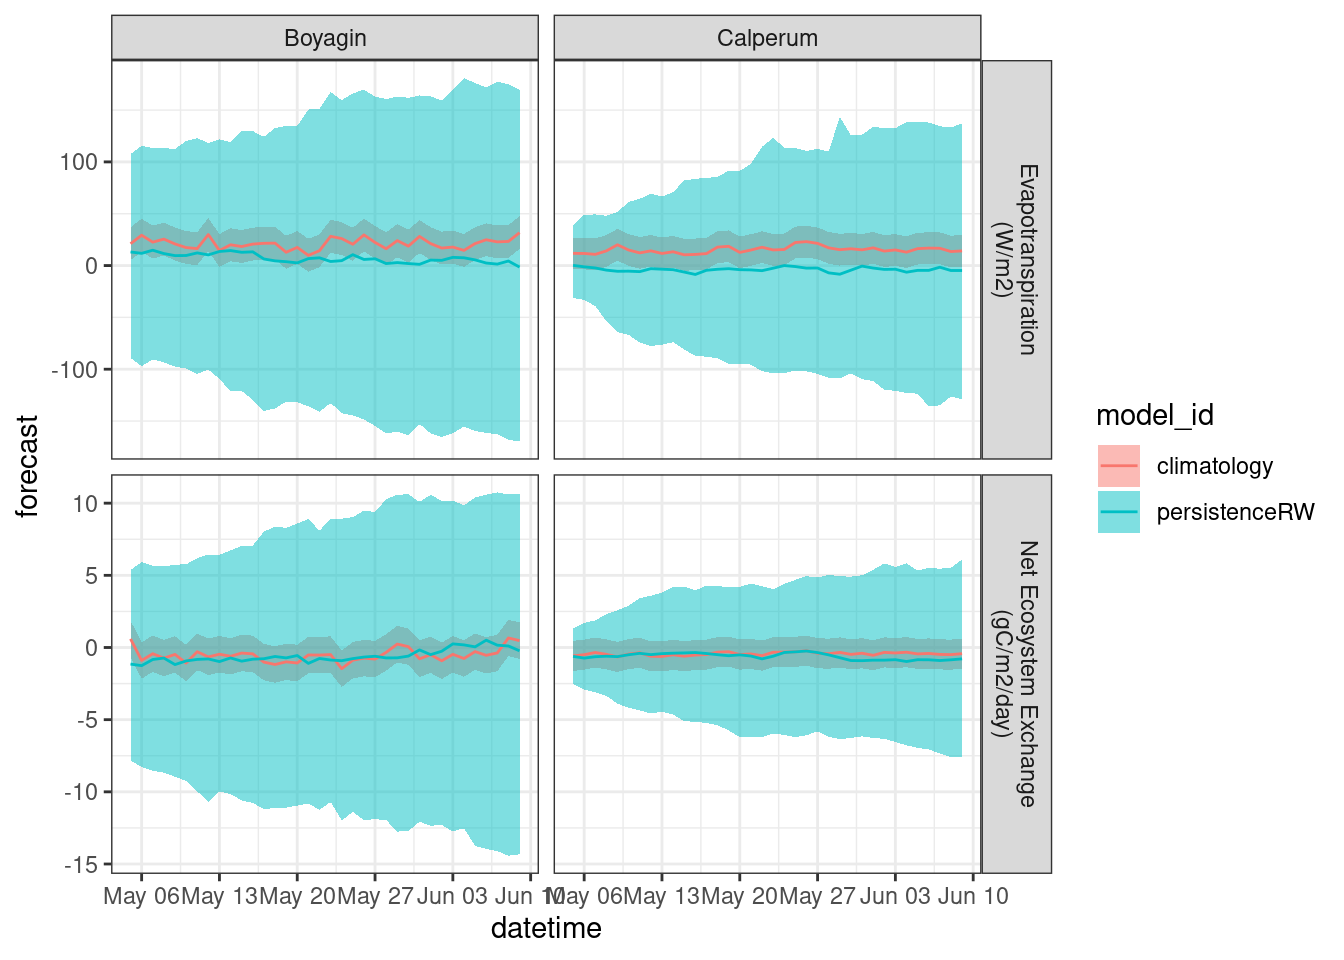 Boyagin
Calperum
100
0
-100
Evapotranspiration
(W/m2)
10
5
0
-5
-10
-15
Net Ecosystem Exchange
(gC/m2/day)
forecast
May 06 May 13 May 20 May 27 Jun 03 Jun 10
May 06 May 13 May 20 May 27 Jun 03 Jun 10
datetime
model_id
climatology
persistenceRW